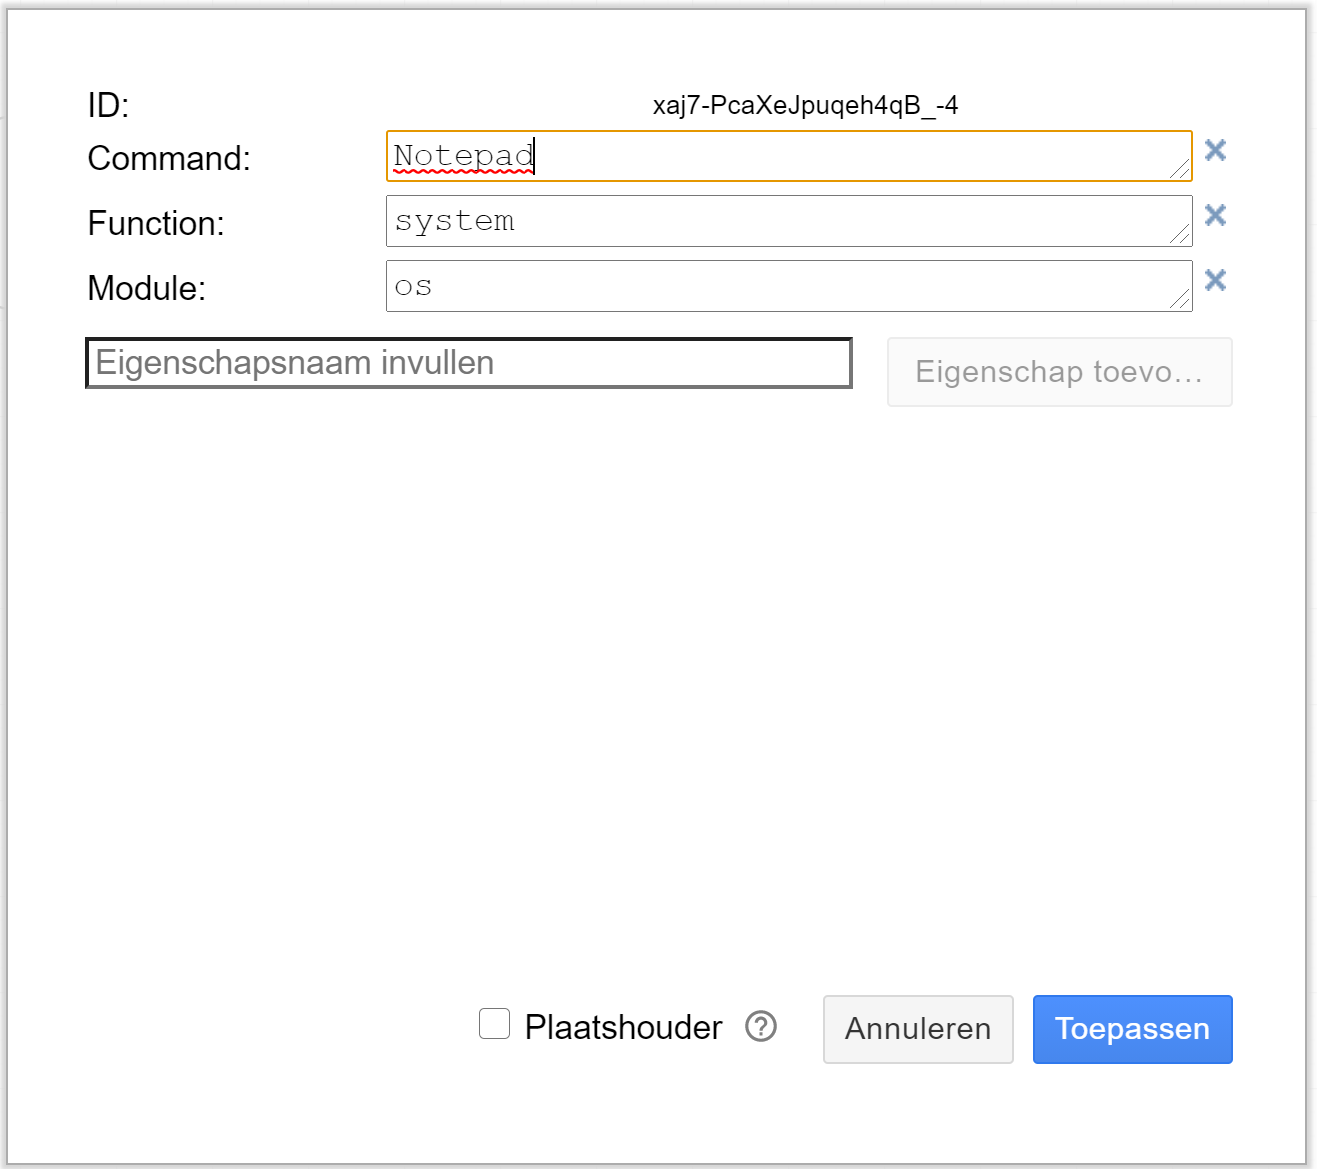 ID: xaj7-PcaXeJpuqeh4qB_-4
Command: Notepad
Function: system
Module: os
Eigenschapsnaam invullen Eigenschap toevo...
Plaatshouder ? Annuleren Toepassen